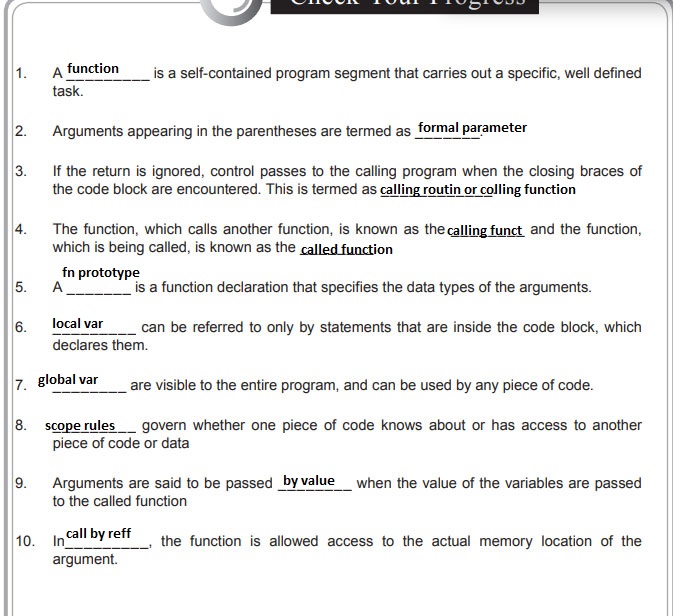 Check Your Progress
1. A function is a self-contained program segment that carries out a specific, well defined
task.
2. Arguments appearing in the parentheses are termed as formal parameter.
3. If the return is ignored, control passes to the calling program when the closing braces of
the code block are encountered. This is termed as calling routin or colling function
4. The function, which calls another function, is known as the calling funct and the function,
which is being called, is known as the called function
fn prototype
5. A _______ is a function declaration that specifies the data types of the arguments.
6. local var can be referred to only by statements that are inside the code block, which
declares them.
7. global var are visible to the entire program, and can be used by any piece of code.
8. scope rules govern whether one piece of code knows about or has access to another
piece of code or data
9. Arguments are said to be passed by value when the value of the variables are passed
to the called function
10. In call by reff, the function is allowed access to the actual memory location of the
argument.